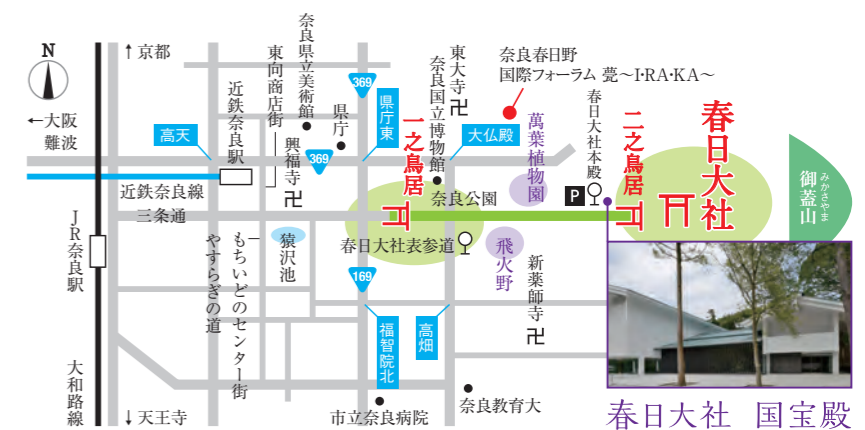 N
↑京都
←大阪
難波
近鉄奈良駅
高天
東向商店街
奈良県立美術館
県庁
369
県庁東
興福寺
369
卍
一之鳥居
奈良国立博物館
東大寺
卍
大仏殿
奈良春日野
国際フォーラム 甍〜I・RA・KA〜
萬葉植物園
春日大社本殿
P
二之鳥居
春日大社
みかさやま
御蓋山
近鉄奈良線
三条通
奈良公園
JR奈良駅
やすらぎの道
もちいどのセンター街
猿沢池
春日大社表参道
飛火野
新薬師寺
卍
169
福智院北
高畑
大和路線
↓天王寺
市立奈良病院
奈良教育大
春日大社 国宝殿